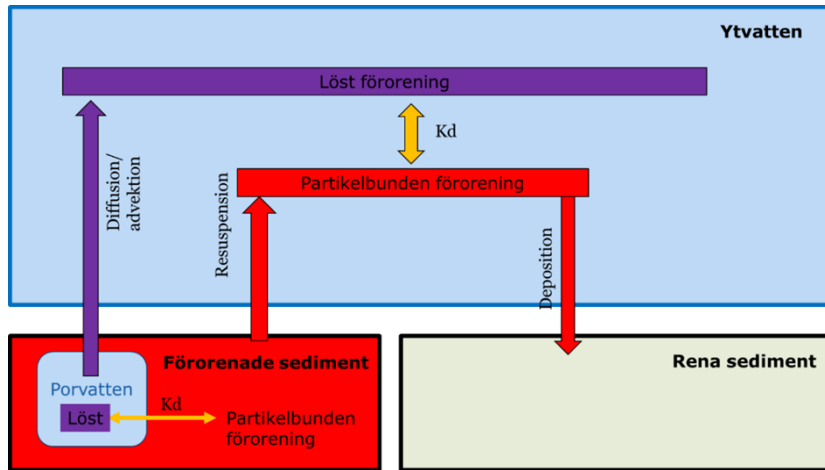 Ytvatten
Löst förorening
Kd
Partikelbunden förorening
Diffusion/
advektion
Resuspension
Deposition
Förorenade sediment
Porvatten
Löst
Kd
Partikelbunden
förorening
Rena sediment